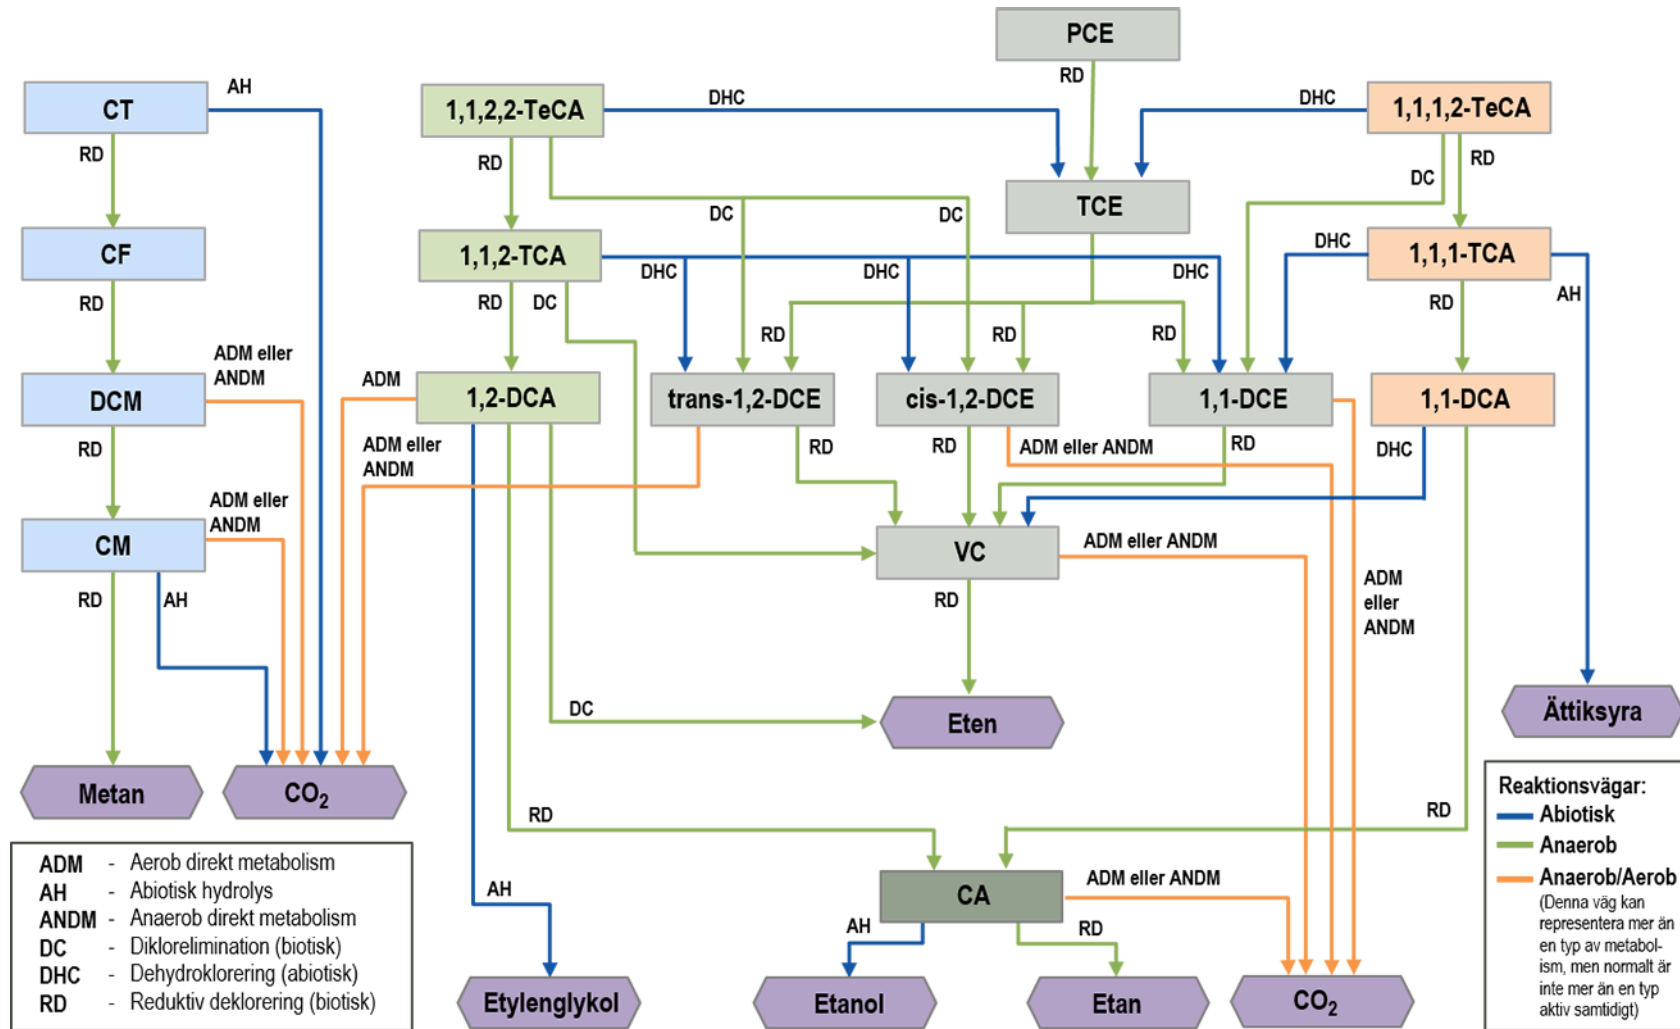 PCE
RD
CT
AH
1,1,2,2-TeCA
DHC
DHC
1,1,1,2-TeCA
RD
RD
RD
DC
TCE
DC
DC
CF
1,1,2-TCA
DHC
DHC
DHC
DHC
1,1,1-TCA
RD
RD
DC
RD
AH
RD
RD
RD
ADM eller
ANDM
ADM
DCM
1,2-DCA
trans-1,2-DCE
cis-1,2-DCE
1,1-DCE
1,1-DCA
RD
ADM eller
ANDM
RD
RD
ADM eller ANDM
RD
DHC
ADM eller
ANDM
CM
VC
ADM eller ANDM
RD
AH
RD
ADM
eller
ANDM
DC
Eten
Ättiksyra
Metan
CO₂
RD
RD
Reaktionsvägar:
Abiotisk
Anaerob
Anaerob/Aerob
(Denna väg kan
representera mer än
en typ av metabol-
ism, men normalt är
inte mer än en typ
aktiv samtidigt)
ADM - Aerob direkt metabolism
AH - Abiotisk hydrolys
ANDM - Anaerob direkt metabolism
DC - Diklorelimination (biotisk)
DHC - Dehydroklorering (abiotisk)
RD - Reduktiv deklorering (biotisk)
AH
CA
ADM eller ANDM
AH
RD
Etylenglykol
Etanol
Etan
CO₂